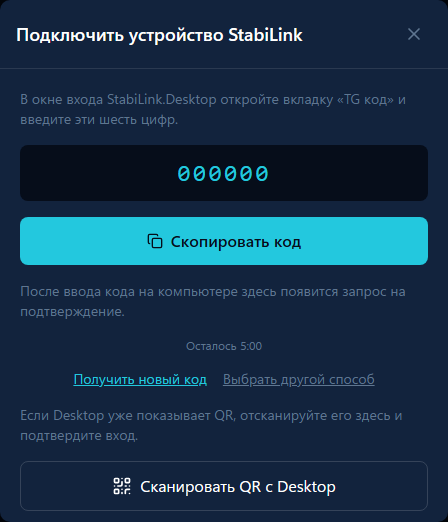 Подключить устройство StabiLink
В окне входа StabiLink.Desktop откройте вкладку «TG код» и
введите эти шесть цифр.
000000
Скопировать код
После ввода кода на компьютере здесь появится запрос на
подтверждение.
Осталось 5:00
Получить новый код Выбрать другой способ
Если Desktop уже показывает QR, отсканируйте его здесь и
подтвердите вход.
Сканировать QR с Desktop